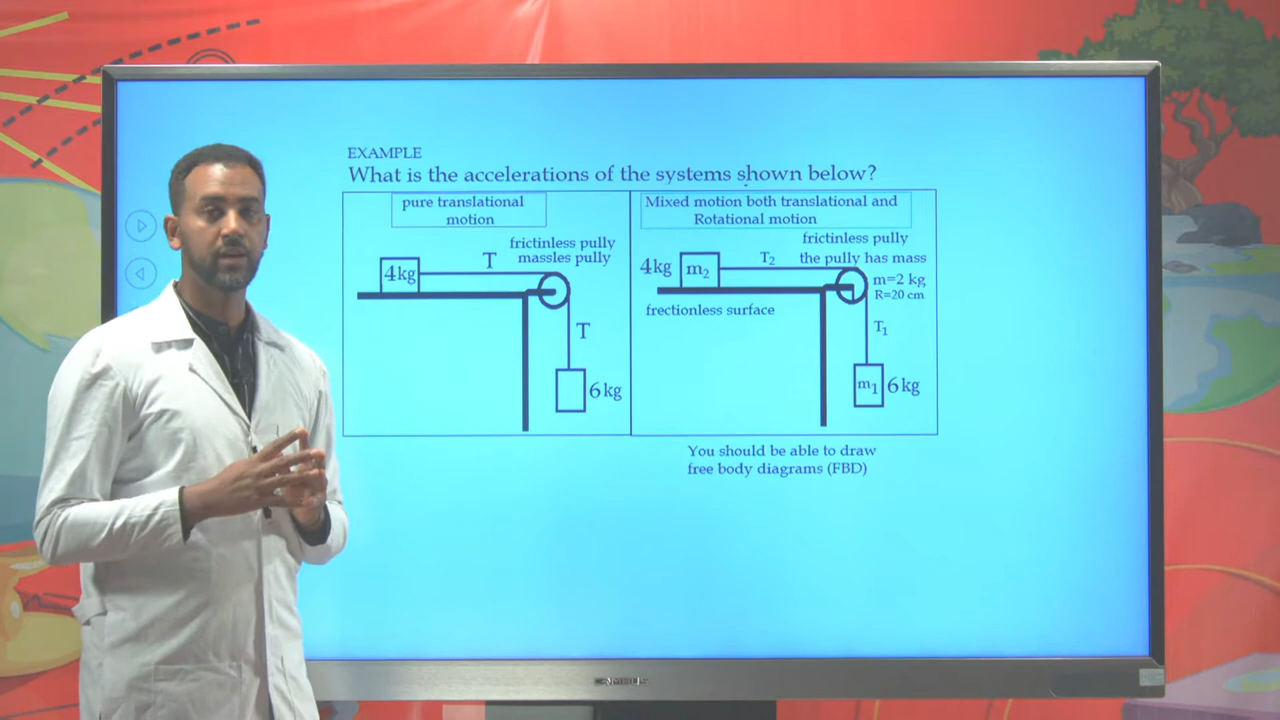 EXAMPLE
What is the accelerations of the systems shown below?
pure translational
motion
frictinless pully
massles pully
T
4kg
T
6kg
Mixed motion both translational and
Rotational motion
frictinless pully
the pully has mass
4kg
m₂
T₂
m=2 kg
R=20 cm
frectionless surface
T₁
m₁
6kg
You should be able to draw
free body diagrams (FBD)